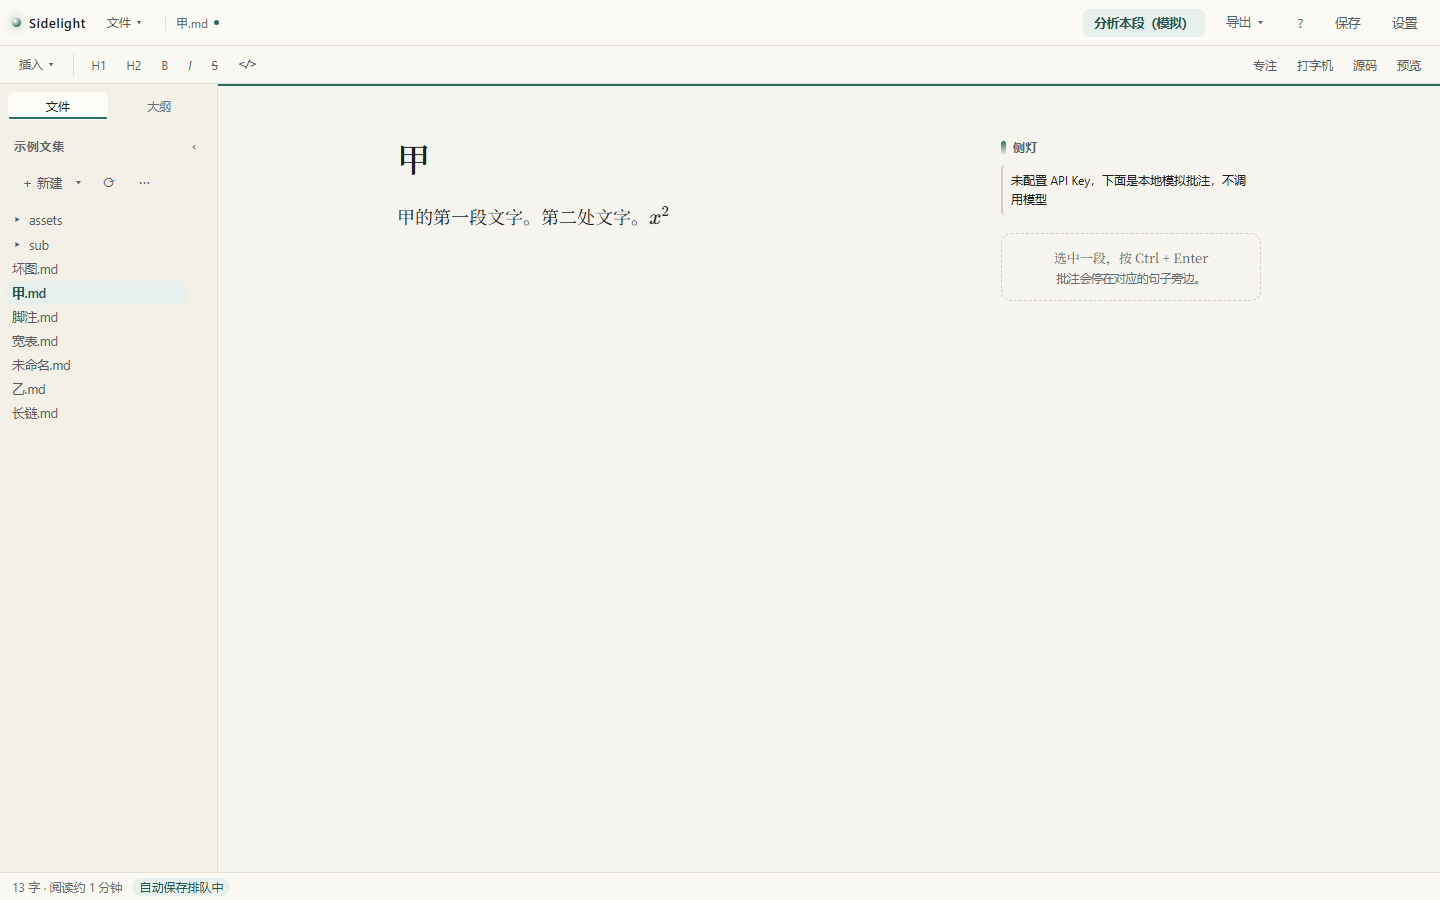 Sidelight 文件 甲.md 分析本段（模拟） 导出 ? 保存 设置
插入 H1 H2 B I S </> 专注 打字机 源码 预览
文件 大纲
示例文集
+ 新建 ···
assets
sub
坏图.md
甲.md
脚注.md
宽表.md
未命名.md
乙.md
长链.md
甲
甲的第一段文字。第二处文字。x²
侧灯
未配置 API Key，下面是本地模拟批注，不调
用模型
选中一段，按 Ctrl + Enter
批注会停在对应的句子旁边。
13 字 · 阅读约 1 分钟 自动保存排队中